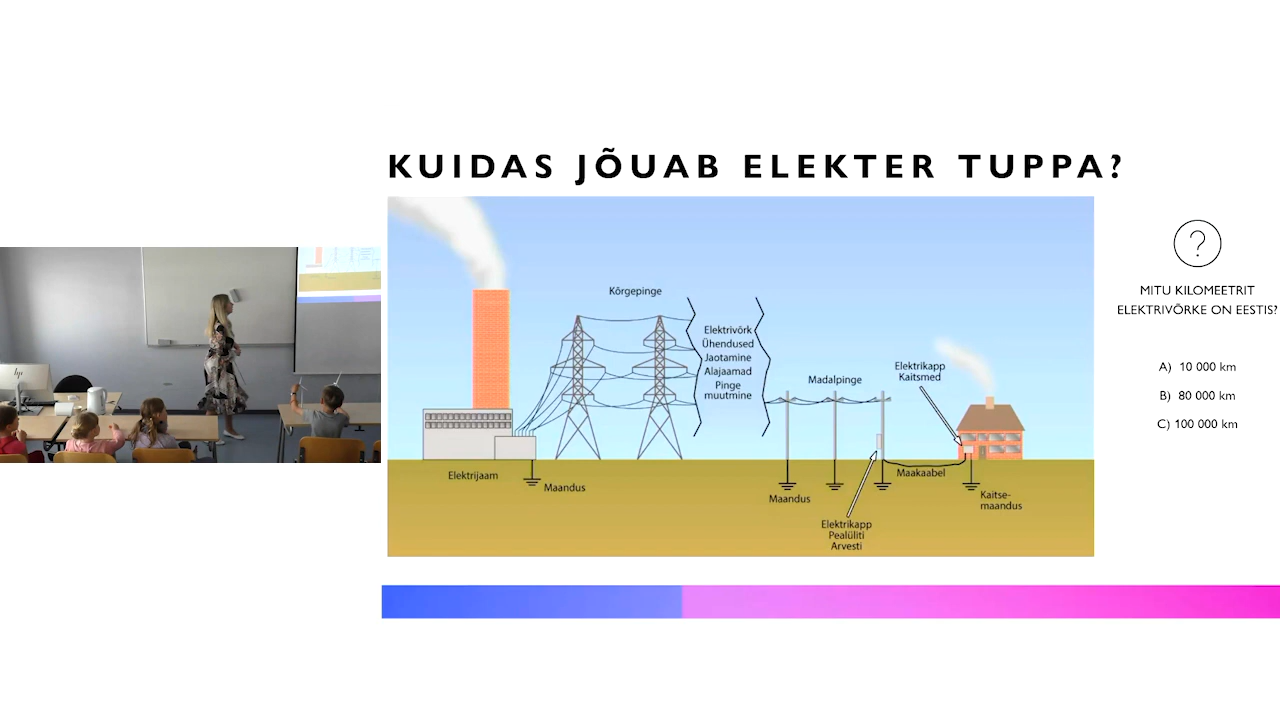 KUIDAS JÕUAB ELEKTER TUPPA?
Kõrgepinge
Elektrivõrk
Ühendused
Jaotamine
Alajaamad
Pinge
muutmine
Madalpinge
Elektrikapp
Kaitsmed
Elektrijaam
Maandus
Maandus
Elektrikapp
Pealüliti
Arvesti
Maakaabel
Kaitse-
maandus
?
MITU KILOMEETRIT
ELEKTRIVÕRKE ON EESTIS?
A) 10 000 km
B) 80 000 km
C) 100 000 km
hp